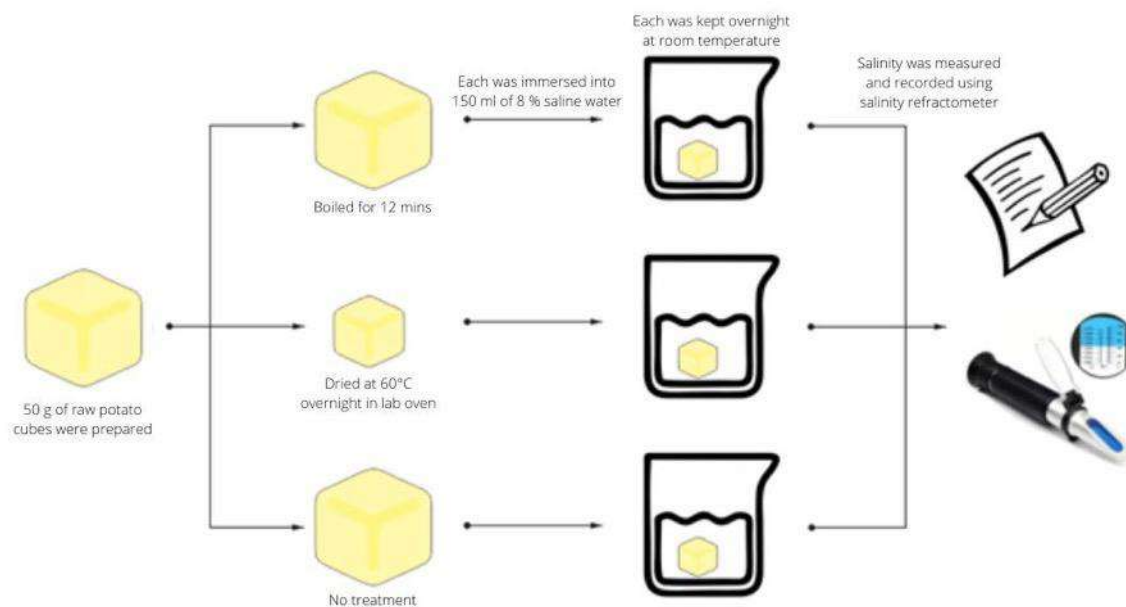 Each was kept overnight
at room temperature
Each was immersed into
150 ml of 8 % saline water
Salinity was measured
and recorded using
salinity refractometer
Boiled for 12 mins
50 g of raw potato
cubes were prepared
Dried at 60°C
overnight in lab oven
No treatment